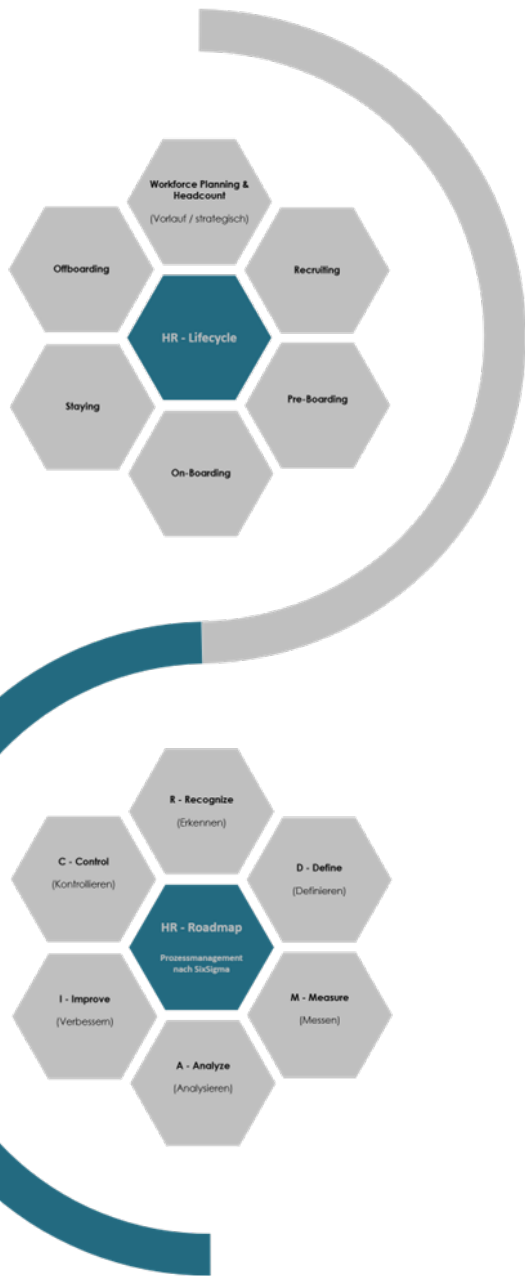 Workforce Planning &
Headcount
(Vorlauf / strategisch)
Offboarding
Recruiting
HR - Lifecycle
Staying
Pre-Boarding
On-Boarding
R - Recognize
(Erkennen)
C - Control
(Kontrollieren)
D - Define
(Definieren)
HR - Roadmap
Prozessmanagement
nach SixSigma
I - Improve
(Verbessern)
M - Measure
(Messen)
A - Analyze
(Analysieren)